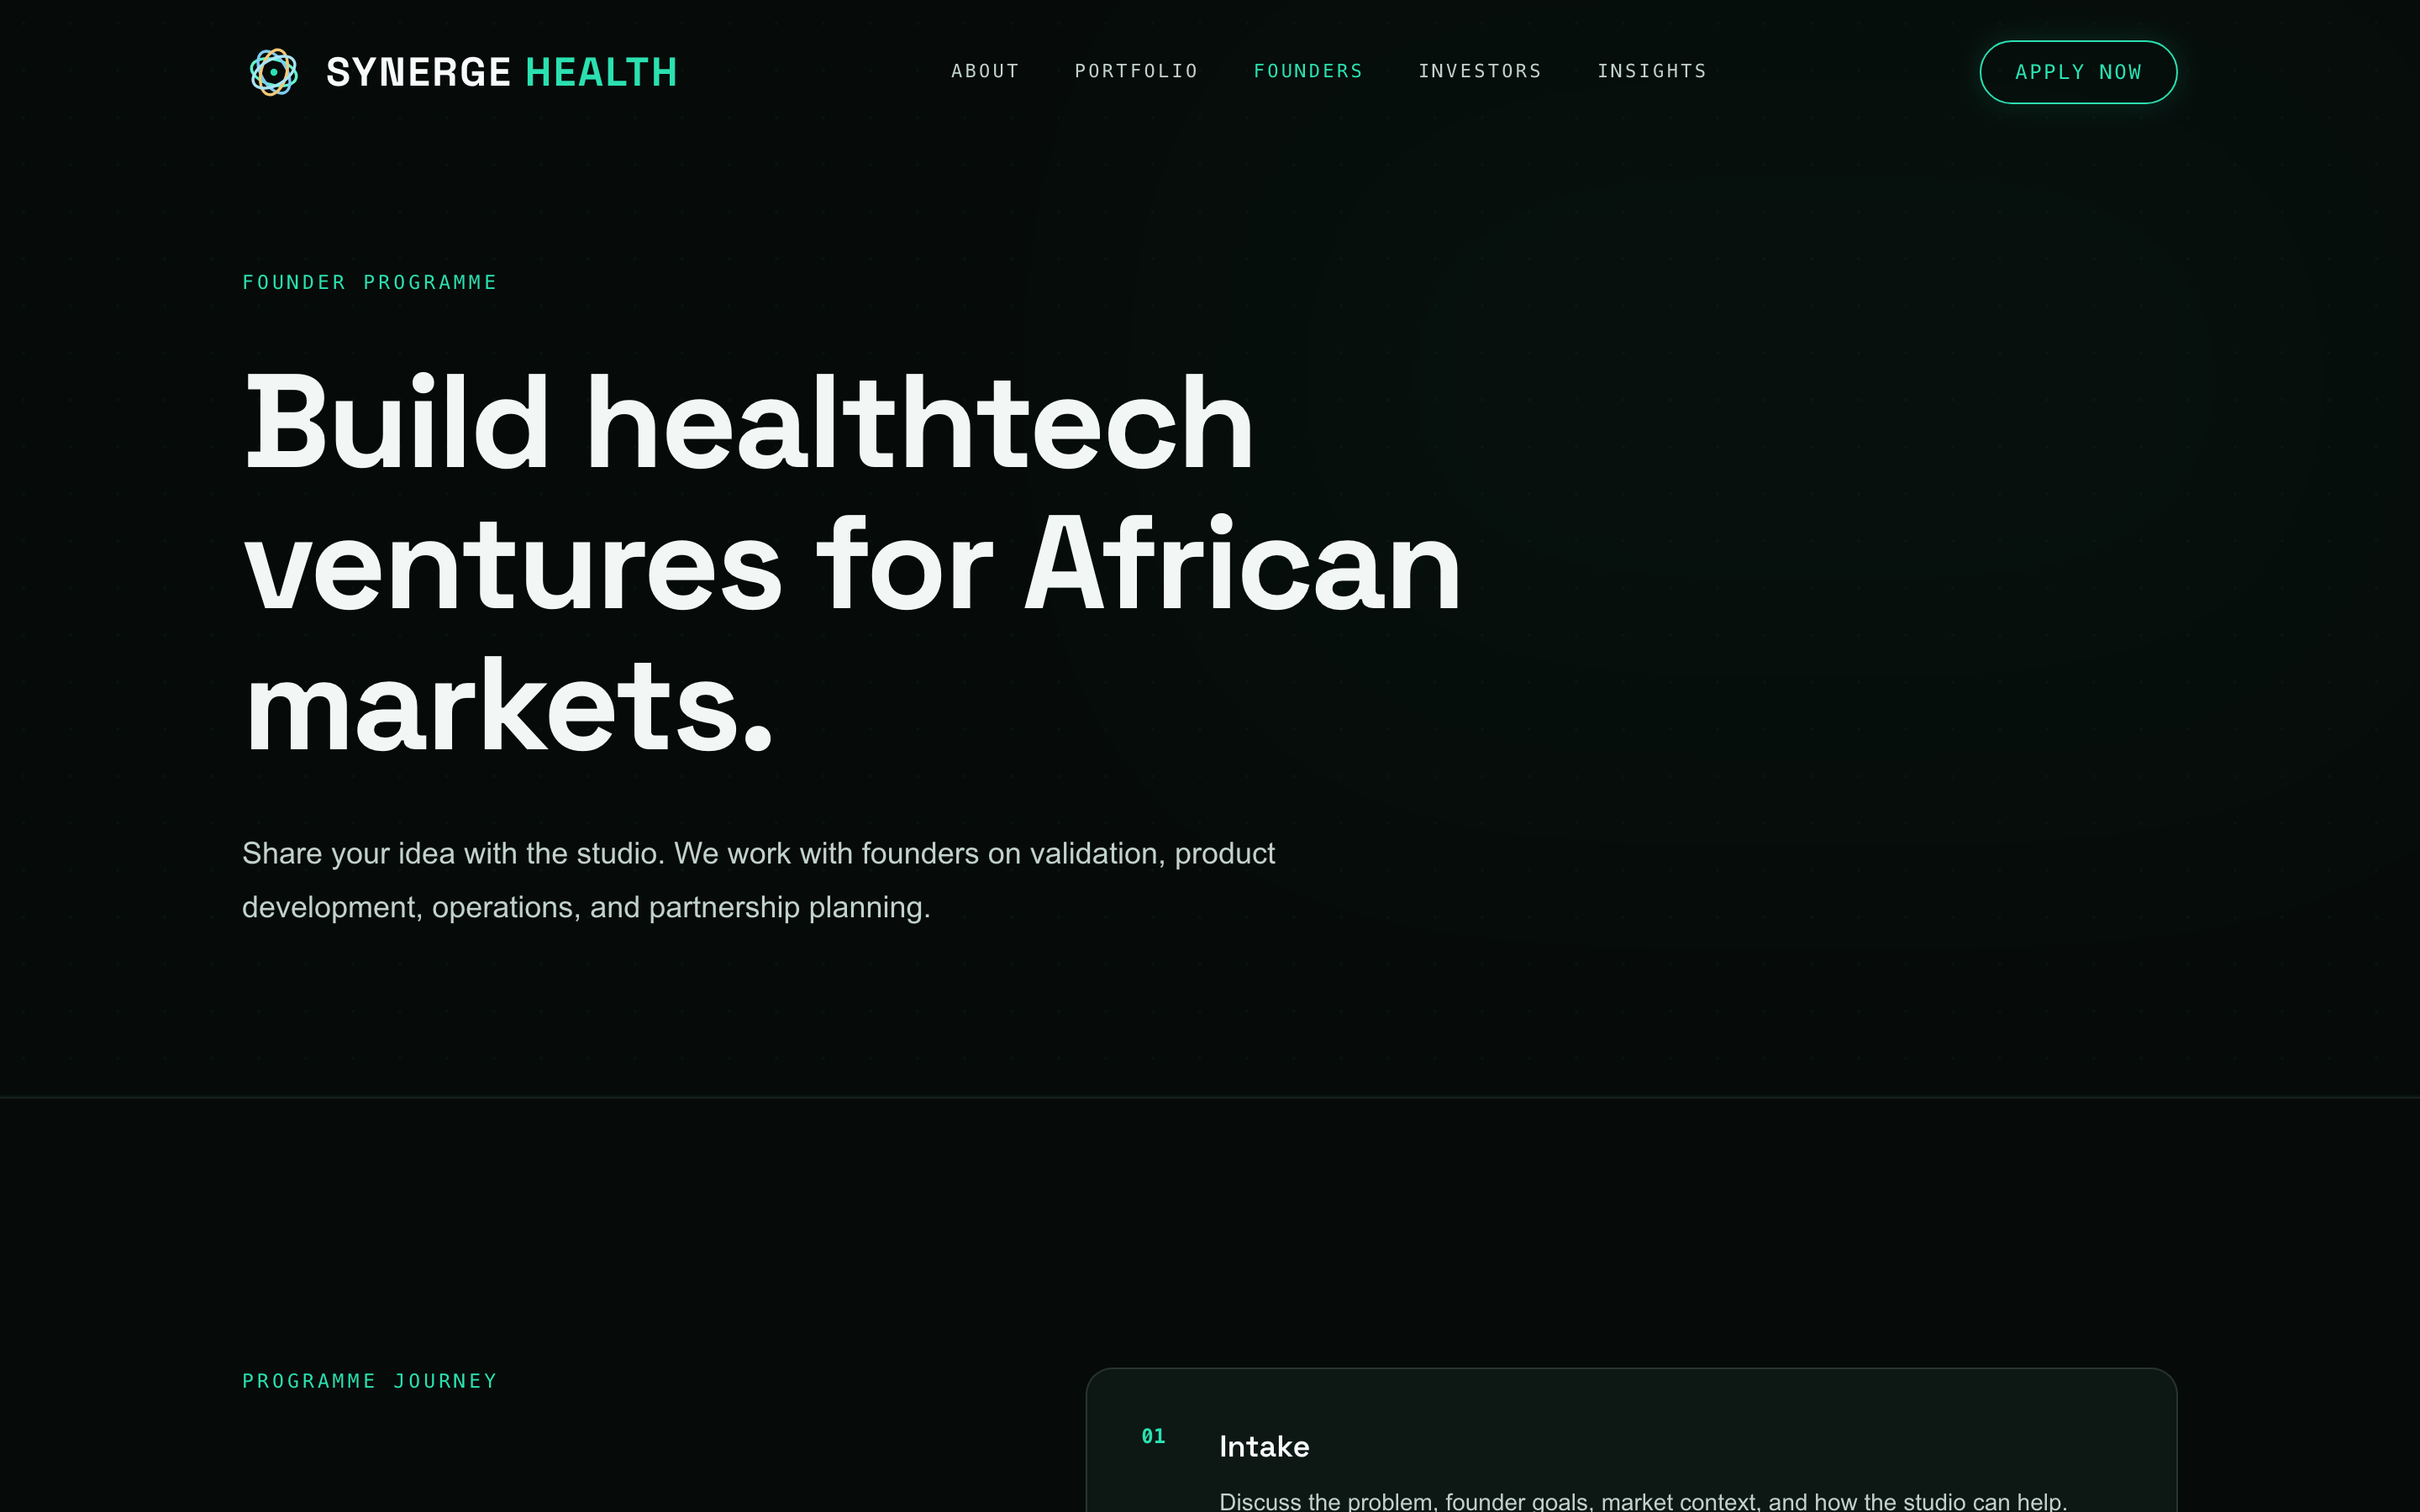 SYNERGE HEALTH
ABOUT PORTFOLIO FOUNDERS INVESTORS INSIGHTS
APPLY NOW
FOUNDER PROGRAMME
Build healthtech
ventures for African
markets.
Share your idea with the studio. We work with founders on validation, product
development, operations, and partnership planning.
PROGRAMME JOURNEY
01
Intake
Discuss the problem, founder goals, market context, and how the studio can help.